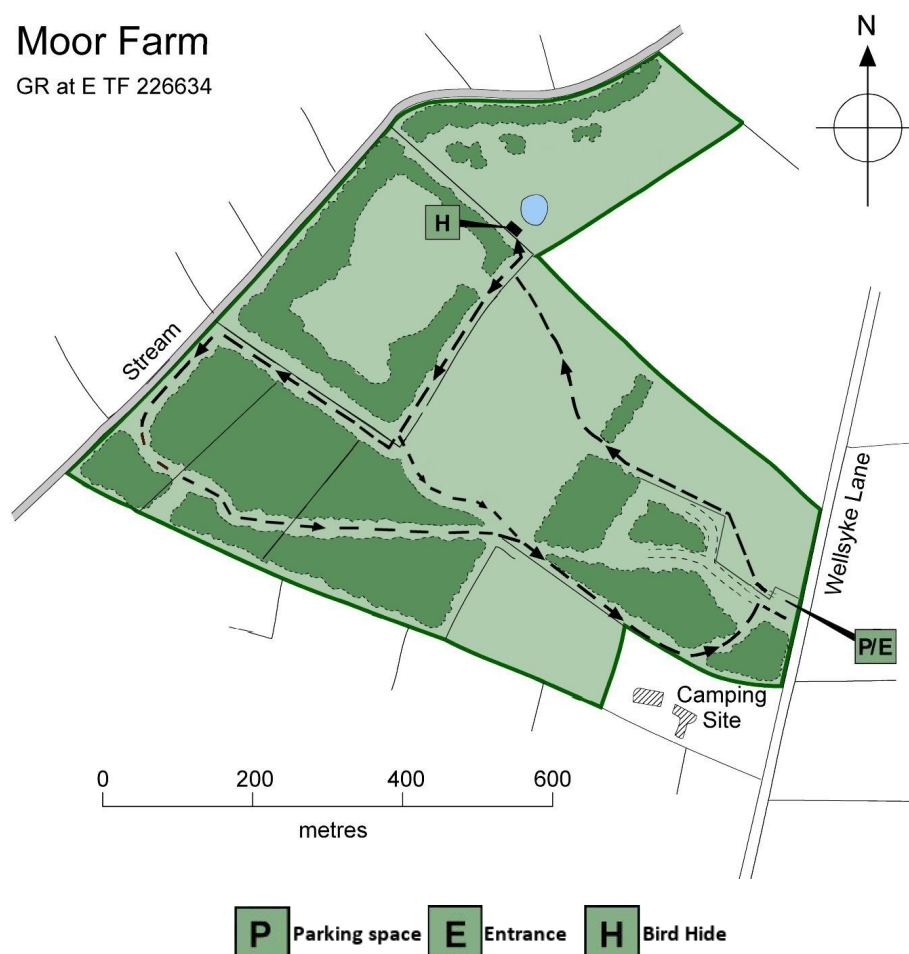 Moor Farm
GR at E TF 226634
N
H
Stream
Wellsyke Lane
P/E
Camping
Site
0 200 400 600
metres
P Parking space E Entrance H Bird Hide